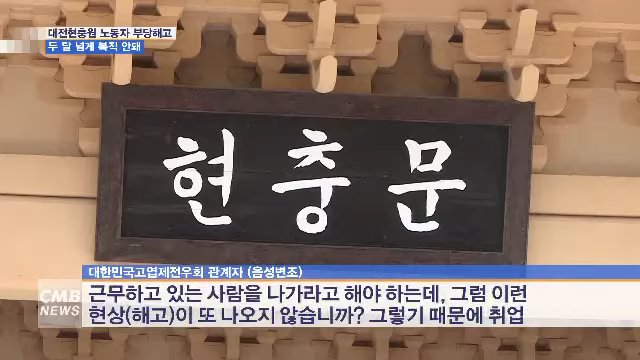 대전현충원 노동자 부당해고
두 달 넘게 복직 안돼
현충문
대한민국고엽제전우회 관계자 (음성변조)
근무하고 있는 사람을 나가라고 해야 하는데, 그럼 이런
현상(해고)이 또 나오지 않습니까? 그렇기 때문에 취업
CMB
NEWS